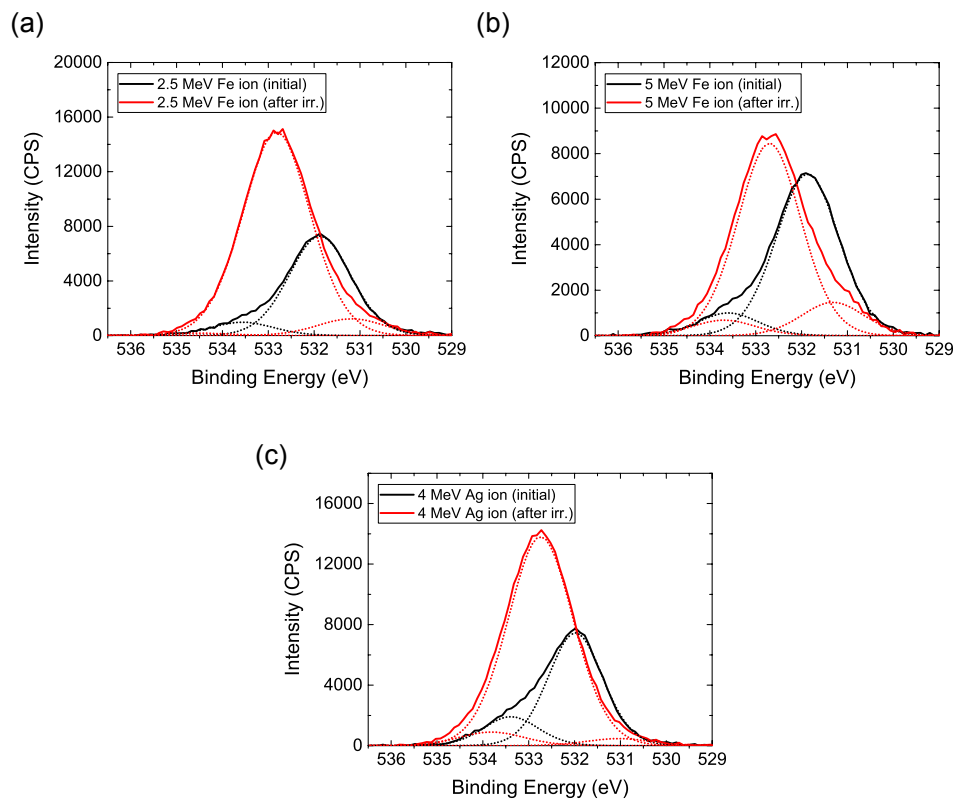 (a)
20000
16000
12000
8000
4000
0
Intensity (CPS)
2.5 MeV Fe ion (initial)
2.5 MeV Fe ion (after irr.)
536 535 534 533 532 531 530 529
Binding Energy (eV)
(b)
12000
10000
8000
6000
4000
2000
0
Intensity (CPS)
5 MeV Fe ion (initial)
5 MeV Fe ion (after irr.)
536 535 534 533 532 531 530 529
Binding Energy (eV)
(c)
16000
12000
8000
4000
0
Intensity (CPS)
4 MeV Ag ion (initial)
4 MeV Ag ion (after irr.)
536 535 534 533 532 531 530 529
Binding Energy (eV)